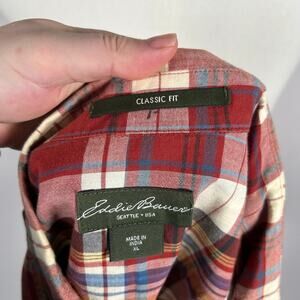 CLASSIC FIT
Eddie Bauer
SEATTLE • USA
MADE IN
INDIA
XL